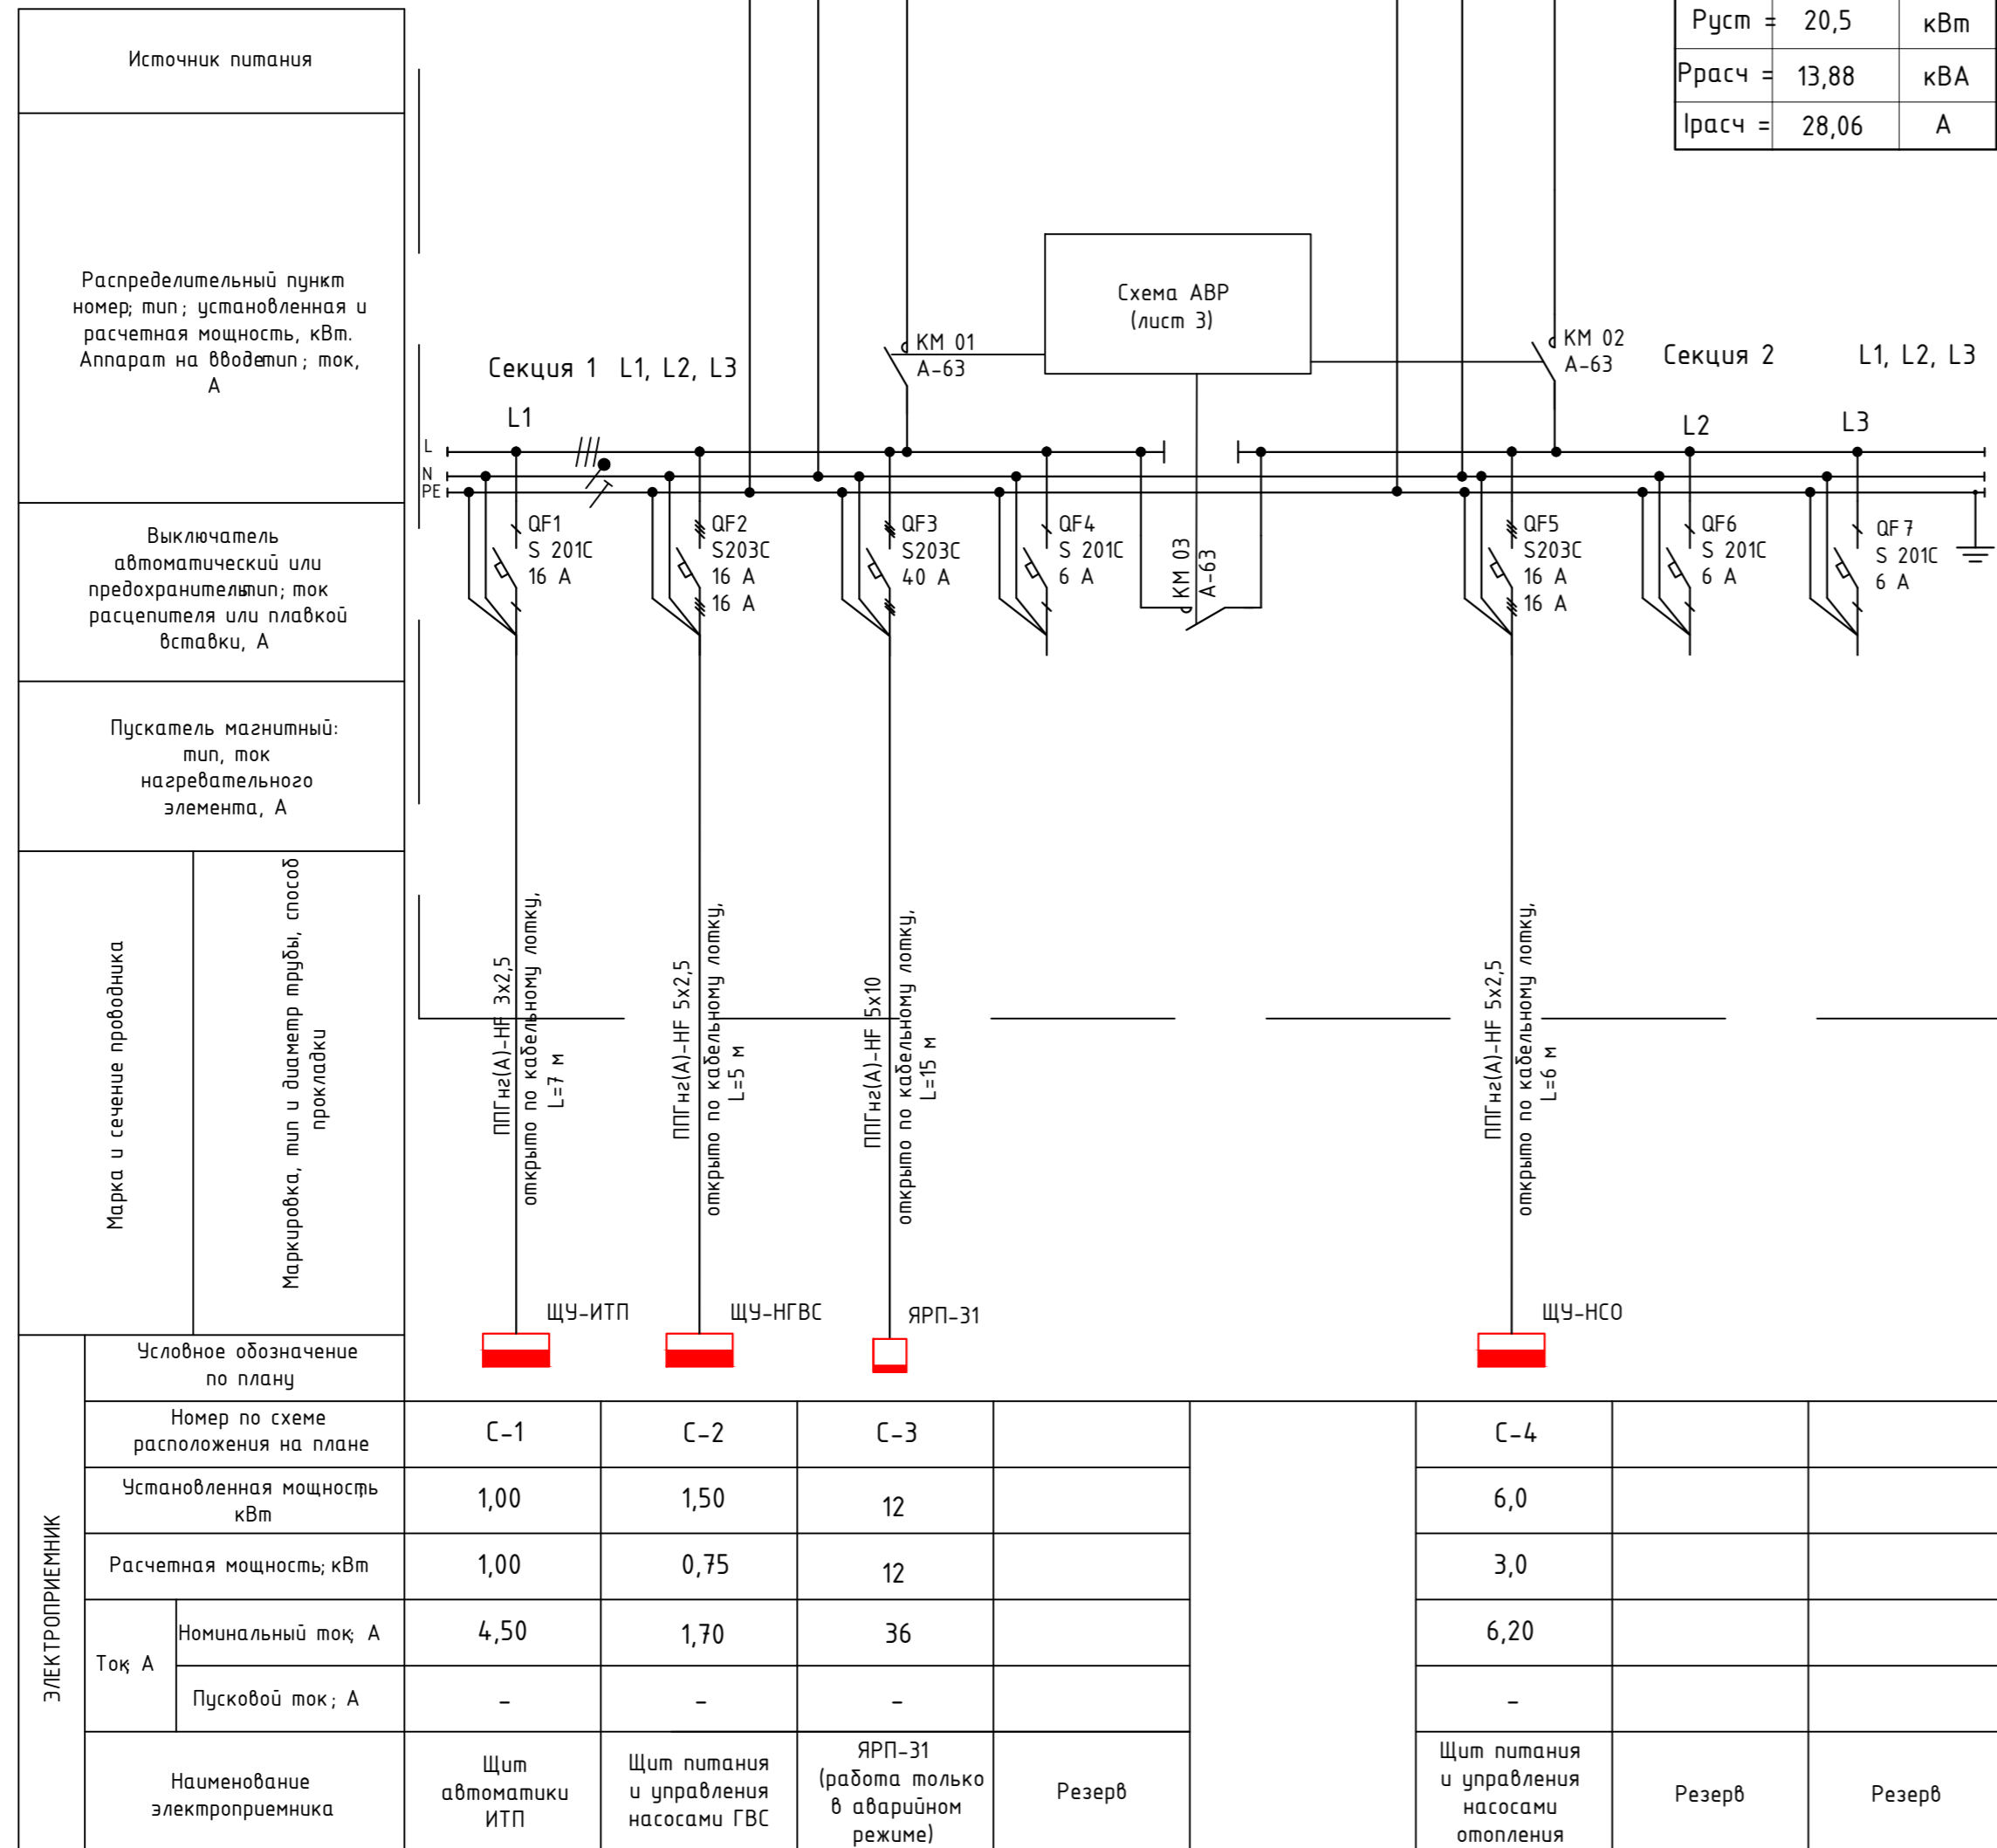 Источник питания
Распределительный пункт
номер; тип; установленная и
расчетная мощность, кВт.
Аппарат на вводетип; ток,
А
Выключатель
автоматический или
предохранительтип; ток
расцепителя или плавкой
вставки, А
Пускатель магнитный:
тип, ток
нагревательного
элемента, А
Марка и сечение проводника
Маркировка, тип и диаметр трубы, способ
прокладки
Руст = 20,5 кВт
Ррасч = 13,88 кВА
Iрасч = 28,06 А
Схема АВР
(лист 3)
КМ 01
А-63
КМ 02
А-63
Секция 1 L1, L2, L3
Секция 2 L1, L2, L3
L1
L2
L3
L
N
PE
QF1
S 201C
16 А
QF2
S203C
16 А
16 А
QF3
S203C
40 А
QF4
S 201C
6 А
КМ 03
А-63
QF5
S203C
16 А
16 А
QF6
S 201C
6 А
QF7
S 201C
6 А
ППГнг(А)-HF 3х2,5
открыто по кабельному лотку,
L=7 м
ППГнг(А)-HF 5х2,5
открыто по кабельному лотку,
L=5 м
ППГнг(А)-HF 5х10
открыто по кабельному лотку,
L=15 м
ППГнг(А)-HF 5х2,5
открыто по кабельному лотку,
L=6 м
ЩУ-ИТП
ЩУ-НГВС
ЯРП-31
ЩУ-НСО
ЭЛЕКТРОПРИЕМНИК
Условное обозначение
по плану
Номер по схеме
расположения на плане
С-1 С-2 С-3 С-4
Установленная мощность
кВт
1,00 1,50 12 6,0
Расчетная мощность; кВт
1,00 0,75 12 3,0
Ток; А
Номинальный ток; А
4,50 1,70 36 6,20
Пусковой ток; А
- - - -
Наименование
электроприемника
Щит
автоматики
ИТП
Щит питания
и управления
насосами ГВС
ЯРП-31
(работа только
в аварийном
режиме)
Резерв
Щит питания
и управления
насосами
отопления
Резерв
Резерв